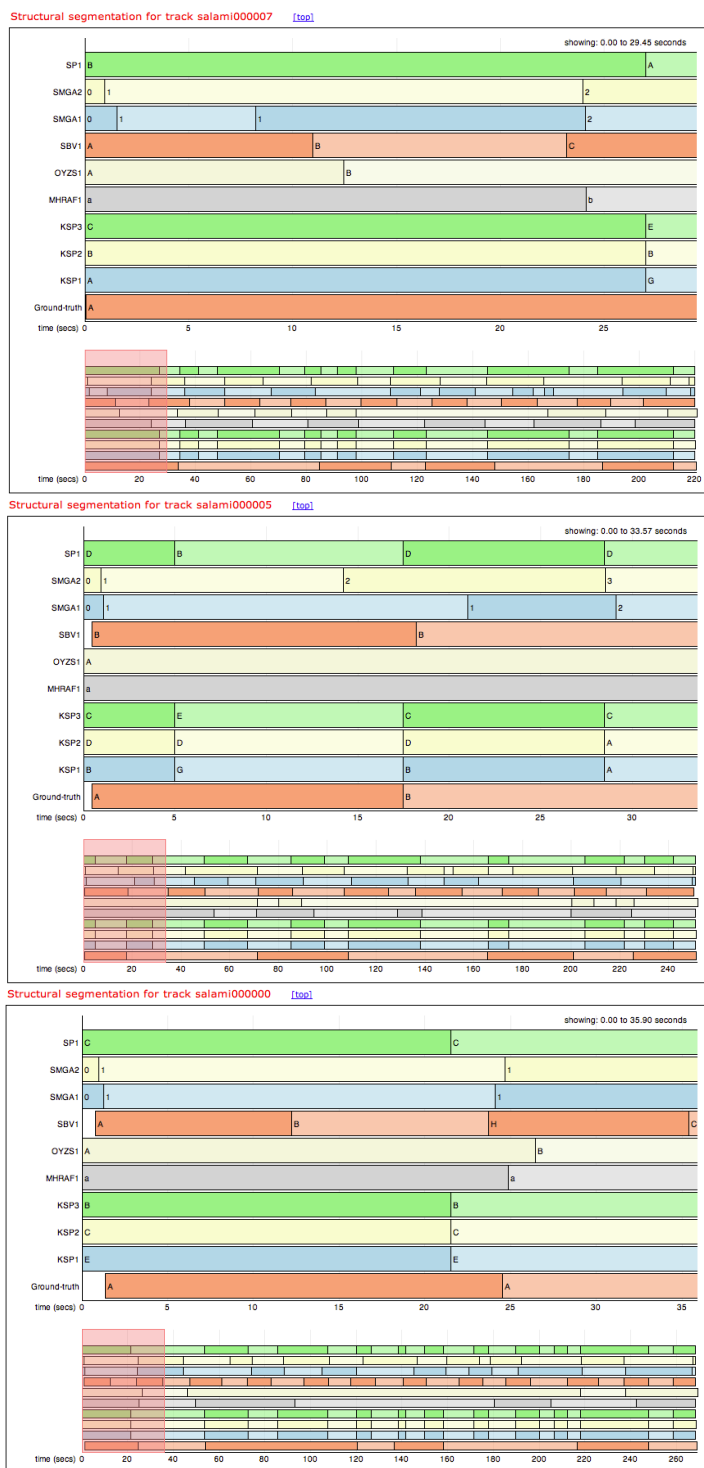 Structural segmentation for track salami000007 [top]
showing: 0.00 to 29.45 seconds
SP1 B A
SMGA2 0 1 2
SMGA1 0 1 1 2
SBV1 A B C
OYZS1 A B
MHRAF1 a b
KSP3 C E
KSP2 B B
KSP1 A G
Ground-truth A
time (secs) 0 5 10 15 20 25
time (secs) 0 20 40 60 80 100 120 140 160 180 200 220
Structural segmentation for track salami000005 [top]
showing: 0.00 to 33.57 seconds
SP1 D B D D
SMGA2 0 1 2 3
SMGA1 0 1 1 2
SBV1 B B
OYZS1 A
MHRAF1 a
KSP3 C E C C
KSP2 D D D A
KSP1 B G B A
Ground-truth A B
time (secs) 0 5 10 15 20 25 30
time (secs) 0 20 40 60 80 100 120 140 160 180 200 220 240
Structural segmentation for track salami000000 [top]
showing: 0.00 to 35.90 seconds
SP1 C C
SMGA2 0 1 1
SMGA1 0 1 1
SBV1 A B H C
OYZS1 A B
MHRAF1 a a
KSP3 B B
KSP2 C C
KSP1 E E
Ground-truth A A
time (secs) 0 5 10 15 20 25 30 35
time (secs) 0 20 40 60 80 100 120 140 160 180 200 220 240 260